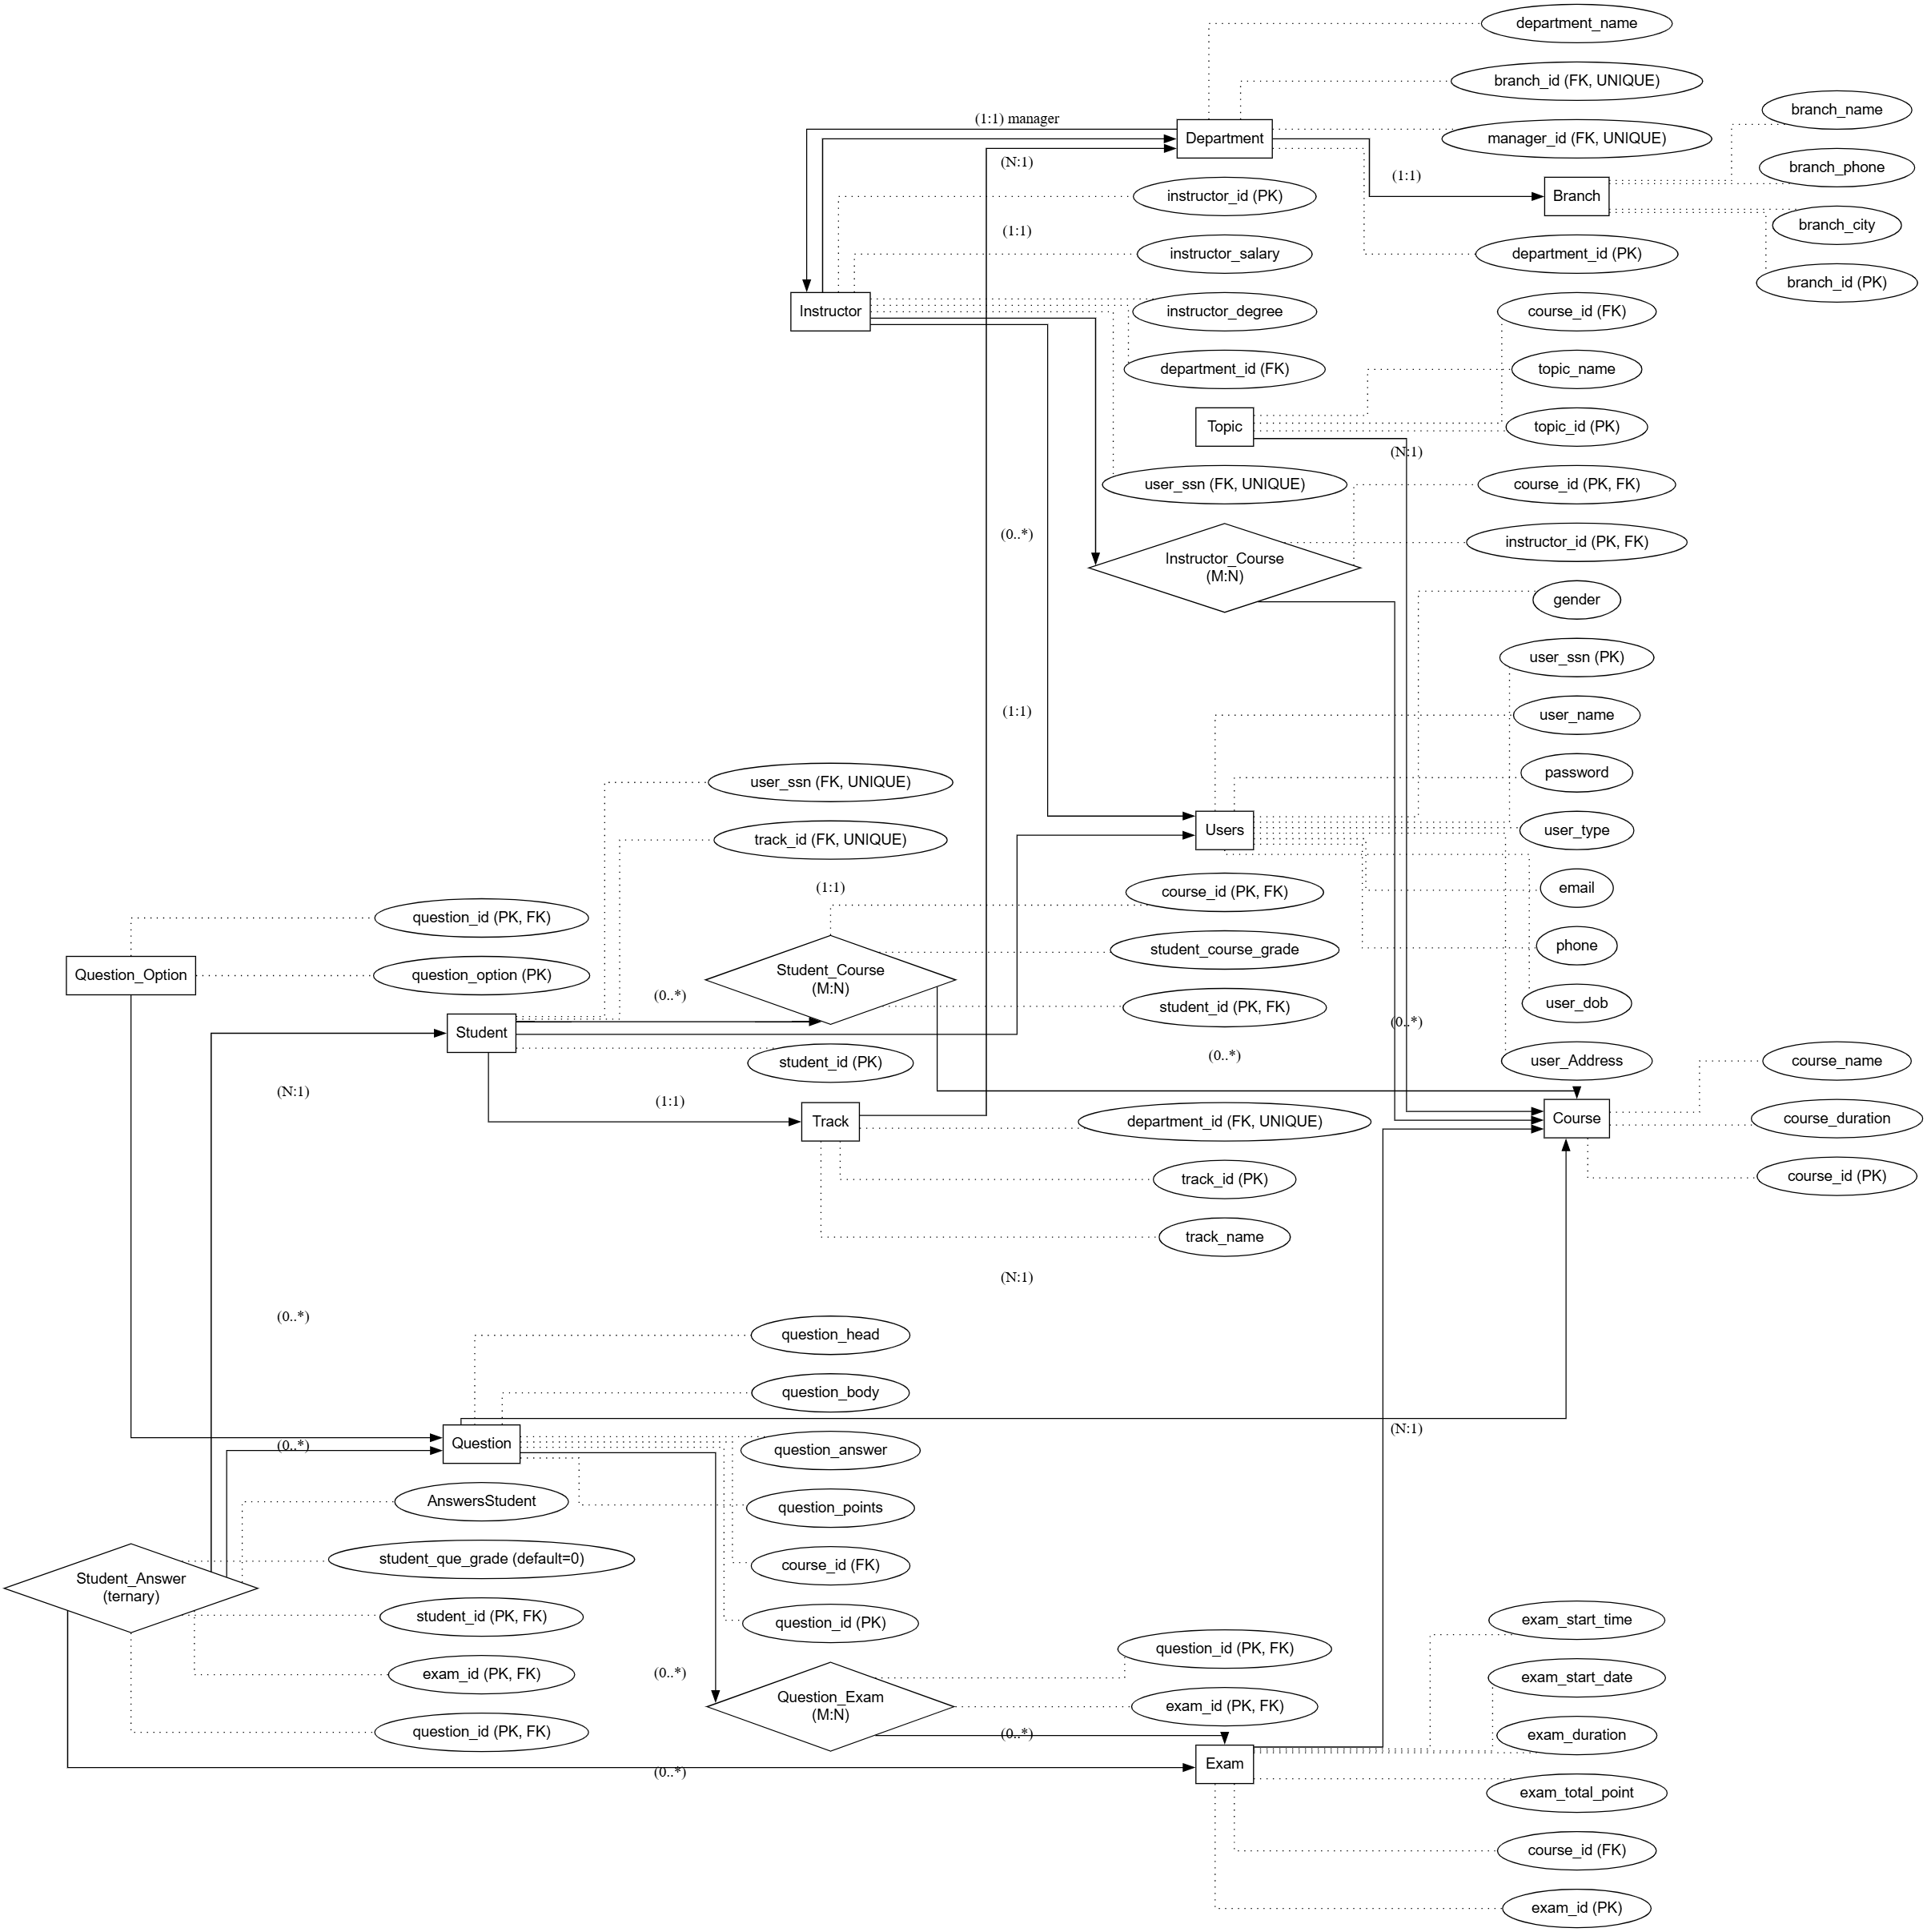 department_name
branch_id (FK, UNIQUE)
branch_name
(1:1) manager
Department
manager_id (FK, UNIQUE)
(N:1)
branch_phone
(1:1)
instructor_id (PK)
Branch
branch_city
(1:1)
instructor_salary
department_id (PK)
branch_id (PK)
Instructor
instructor_degree
course_id (FK)
department_id (FK)
topic_name
Topic
topic_id (PK)
(N:1)
user_ssn (FK, UNIQUE)
course_id (PK, FK)
(0..*)
instructor_id (PK, FK)
Instructor_Course
(M:N)
gender
user_ssn (PK)
(1:1)
user_name
user_ssn (FK, UNIQUE)
password
track_id (FK, UNIQUE)
Users
user_type
(1:1)
course_id (PK, FK)
email
question_id (PK, FK)
student_course_grade
phone
Question_Option
question_option (PK)
Student_Course
(M:N)
(0..*)
student_id (PK, FK)
user_dob
Student
(0..*)
student_id (PK)
(0..*)
user_Address
course_name
(N:1)
(1:1)
Track
department_id (FK, UNIQUE)
Course
course_duration
track_id (PK)
course_id (PK)
track_name
(N:1)
(0..*)
question_head
question_body
(N:1)
(0..*)
Question
question_answer
AnswersStudent
question_points
student_que_grade (default=0)
course_id (FK)
Student_Answer
(ternary)
student_id (PK, FK)
question_id (PK)
exam_start_time
question_id (PK, FK)
exam_id (PK, FK)
(0..*)
exam_start_date
Question_Exam
(M:N)
exam_id (PK, FK)
question_id (PK, FK)
(0..*)
exam_duration
(0..*)
Exam
exam_total_point
course_id (FK)
exam_id (PK)